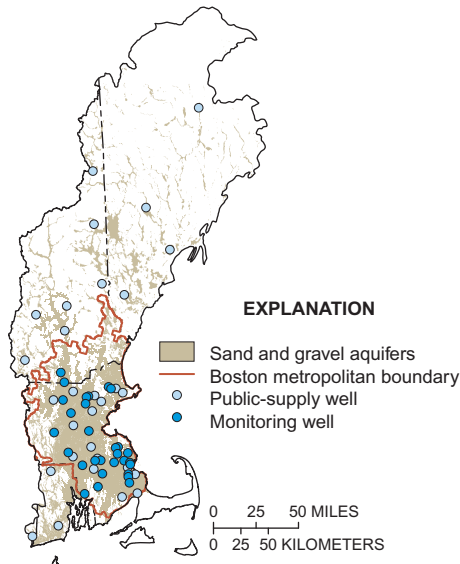 EXPLANATION
Sand and gravel aquifers
Boston metropolitan boundary
Public-supply well
Monitoring well
0 25 50 MILES
0 25 50 KILOMETERS